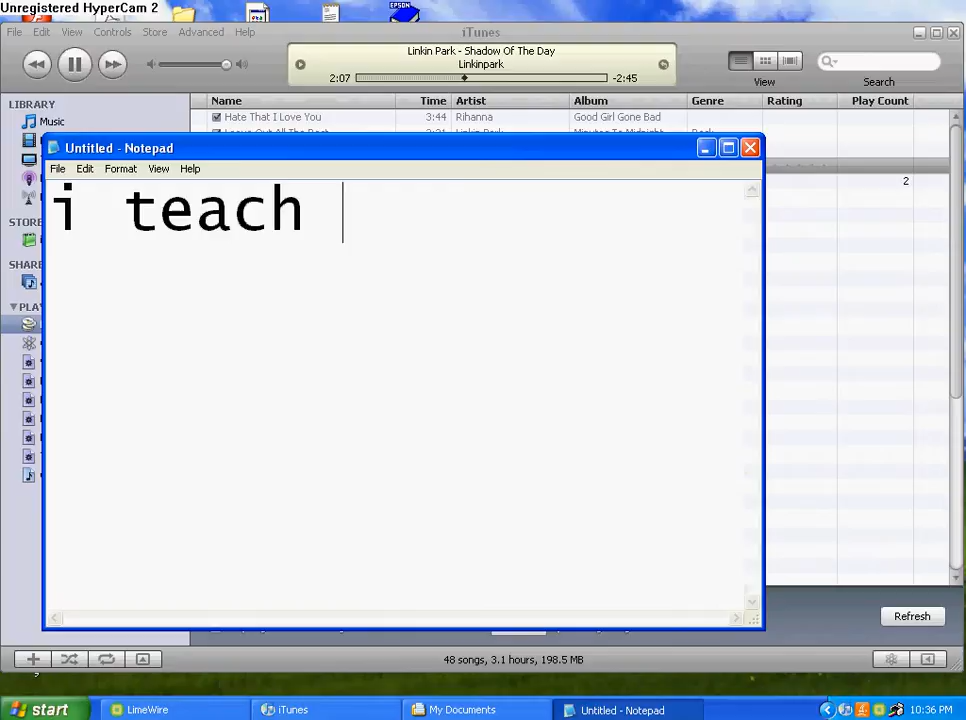 Unregistered HyperCam 2
File Edit View Controls Store Advanced Help
iTunes
Linkin Park - Shadow Of The Day
Linkinpark
2:07 -2:45
View Search
LIBRARY
Name Time Artist Album Genre Rating Play Count
Music
Hate That I Love You 3:44 Rihanna Good Girl Gone Bad
Untitled - Notepad
File Edit Format View Help
2
i teach
STORE
SHARE
PLA
Refresh
48 songs, 3.1 hours, 198.5 MB
start LimeWire iTunes My Documents Untitled - Notepad 10:36 PM